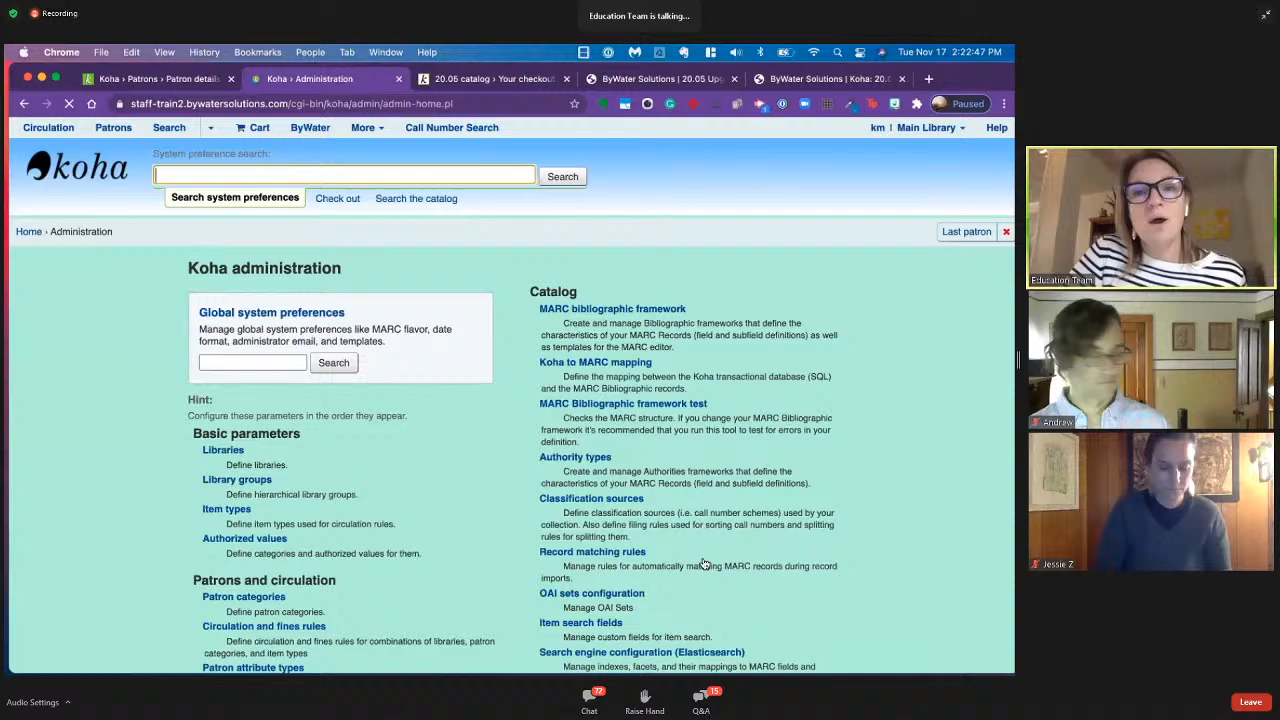 Recording
Education Team is talking...
Chrome File Edit View History Bookmarks People Tab Window Help
Tue Nov 17 2:22:47 PM
Koha › Patrons › Patron details
Koha › Administration
20.05 catalog › Your checkout
ByWater Solutions | 20.05 Upg
ByWater Solutions | Koha: 20.0
staff-train2.bywatersolutions.com/cgi-bin/koha/admin/admin-home.pl
Paused
Circulation Patrons Search Cart ByWater More Call Number Search
km | Main Library Help
koha
System preference search:
Search
Search system preferences Check out Search the catalog
Home › Administration
Last patron
Koha administration
Global system preferences
Manage global system preferences like MARC flavor, date
format, administrator email, and templates.
Search
Hint:
Configure these parameters in the order they appear.
Basic parameters
Libraries
Define libraries.
Library groups
Define hierarchical library groups.
Item types
Define item types used for circulation rules.
Authorized values
Define categories and authorized values for them.
Patrons and circulation
Patron categories
Define patron categories.
Circulation and fines rules
Define circulation and fines rules for combinations of libraries, patron
categories, and item types
Patron attribute types
Catalog
MARC bibliographic framework
Create and manage Bibliographic frameworks that define the
characteristics of your MARC Records (field and subfield definitions) as well
as templates for the MARC editor.
Koha to MARC mapping
Define the mapping between the Koha transactional database (SQL)
and the MARC Bibliographic records.
MARC Bibliographic framework test
Checks the MARC structure. If you change your MARC Bibliographic
framework it's recommended that you run this tool to test for errors in your
definition.
Authority types
Create and manage Authorities frameworks that define the
characteristics of your MARC Records (field and subfield definitions).
Classification sources
Define classification sources (i.e. call number schemes) used by your
collection. Also define filing rules used for sorting call numbers and splitting
rules for splitting them.
Record matching rules
Manage rules for automatically matching MARC records during record
imports.
OAI sets configuration
Manage OAI Sets
Item search fields
Manage custom fields for item search.
Search engine configuration (Elasticsearch)
Manage indexes, facets, and their mappings to MARC fields and
Education Team
Andrew
Jessie Z
Audio Settings
72
Chat
Raise Hand
15
Q&A
Leave